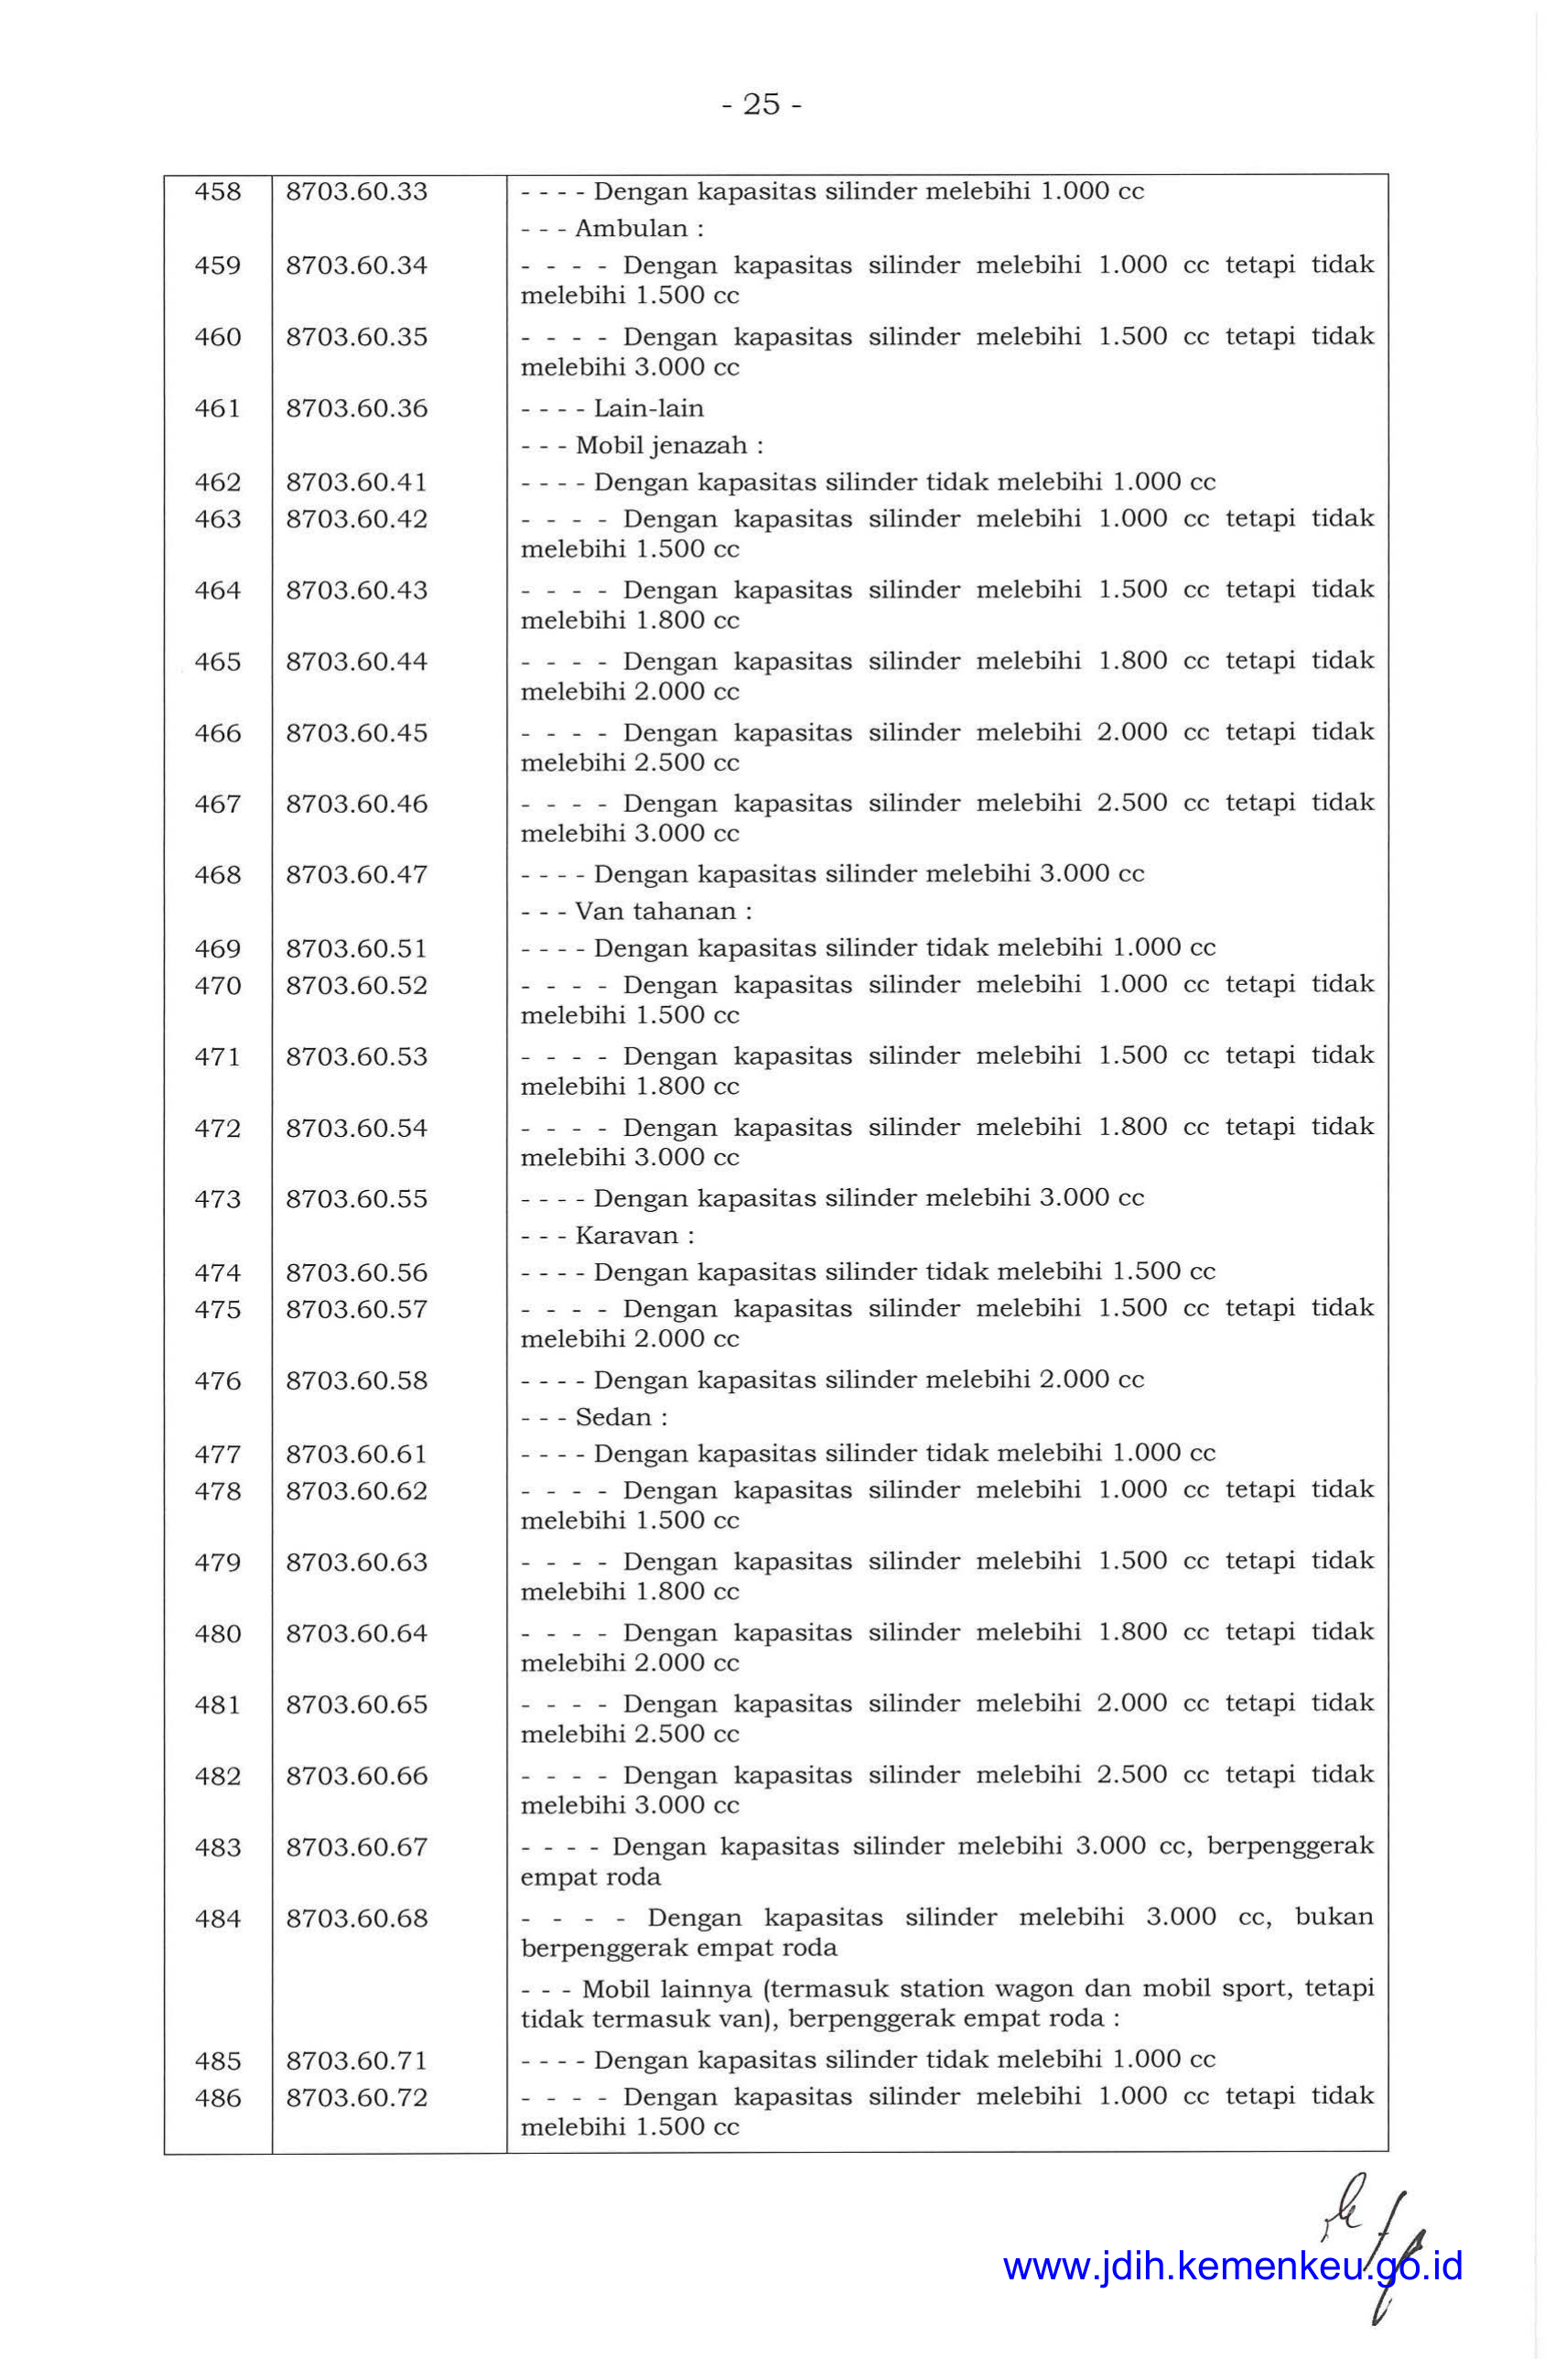 - 25 -
458 8703.60.33 - - - - Dengan kapasitas silinder melebihi 1.000 cc
- - - Ambulan :
459 8703.60.34 - - - - Dengan kapasitas silinder melebihi 1.000 cc tetapi tidak
melebihi 1.500 cc
460 8703.60.35 - - - - Dengan kapasitas silinder melebihi 1.500 cc tetapi tidak
melebihi 3.000 cc
461 8703.60.36 - - - - Lain-lain
- - - Mobil jenazah :
462 8703.60.41 - - - - Dengan kapasitas silinder tidak melebihi 1.000 cc
463 8703.60.42 - - - - Dengan kapasitas silinder melebihi 1.000 cc tetapi tidak
melebihi 1.500 cc
464 8703.60.43 - - - - Dengan kapasitas silinder melebihi 1.500 cc tetapi tidak
melebihi 1.800 cc
465 8703.60.44 - - - - Dengan kapasitas silinder melebihi 1.800 cc tetapi tidak
melebihi 2.000 cc
466 8703.60.45 - - - - Dengan kapasitas silinder melebihi 2.000 cc tetapi tidak
melebihi 2.500 cc
467 8703.60.46 - - - - Dengan kapasitas silinder melebihi 2.500 cc tetapi tidak
melebihi 3.000 cc
468 8703.60.47 - - - - Dengan kapasitas silinder melebihi 3.000 cc
- - - Van tahanan :
469 8703.60.51 - - - - Dengan kapasitas silinder tidak melebihi 1.000 cc
470 8703.60.52 - - - - Dengan kapasitas silinder melebihi 1.000 cc tetapi tidak
melebihi 1.500 cc
471 8703.60.53 - - - - Dengan kapasitas silinder melebihi 1.500 cc tetapi tidak
melebihi 1.800 cc
472 8703.60.54 - - - - Dengan kapasitas silinder melebihi 1.800 cc tetapi tidak
melebihi 3.000 cc
473 8703.60.55 - - - - Dengan kapasitas silinder melebihi 3.000 cc
- - - Karavan :
474 8703.60.56 - - - - Dengan kapasitas silinder tidak melebihi 1.500 cc
475 8703.60.57 - - - - Dengan kapasitas silinder melebihi 1.500 cc tetapi tidak
melebihi 2.000 cc
476 8703.60.58 - - - - Dengan kapasitas silinder melebihi 2.000 cc
- - - Sedan :
477 8703.60.61 - - - - Dengan kapasitas silinder tidak melebihi 1.000 cc
478 8703.60.62 - - - - Dengan kapasitas silinder melebihi 1.000 cc tetapi tidak
melebihi 1.500 cc
479 8703.60.63 - - - - Dengan kapasitas silinder melebihi 1.500 cc tetapi tidak
melebihi 1.800 cc
480 8703.60.64 - - - - Dengan kapasitas silinder melebihi 1.800 cc tetapi tidak
melebihi 2.000 cc
481 8703.60.65 - - - - Dengan kapasitas silinder melebihi 2.000 cc tetapi tidak
melebihi 2.500 cc
482 8703.60.66 - - - - Dengan kapasitas silinder melebihi 2.500 cc tetapi tidak
melebihi 3.000 cc
483 8703.60.67 - - - - Dengan kapasitas silinder melebihi 3.000 cc, berpenggerak
empat roda
484 8703.60.68 - - - - Dengan kapasitas silinder melebihi 3.000 cc, bukan
berpenggerak empat roda
- - - Mobil lainnya (termasuk station wagon dan mobil sport, tetapi
tidak termasuk van), berpenggerak empat roda :
485 8703.60.71 - - - - Dengan kapasitas silinder tidak melebihi 1.000 cc
486 8703.60.72 - - - - Dengan kapasitas silinder melebihi 1.000 cc tetapi tidak
melebihi 1.500 cc
www.jdih.kemenkeu.go.id